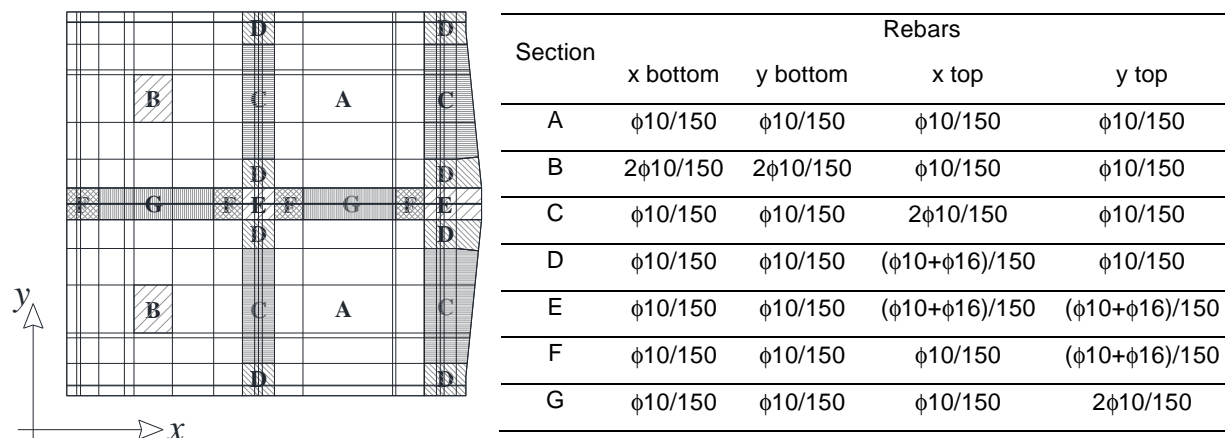 D D
B C A C
D D
F G F E F G F E
D D
B C A C
D D
y
x
Rebars
Section
x bottom y bottom x top y top
A ϕ10/150 ϕ10/150 ϕ10/150 ϕ10/150
B 2ϕ10/150 2ϕ10/150 ϕ10/150 ϕ10/150
C ϕ10/150 ϕ10/150 2ϕ10/150 ϕ10/150
D ϕ10/150 ϕ10/150 (ϕ10+ϕ16)/150 ϕ10/150
E ϕ10/150 ϕ10/150 (ϕ10+ϕ16)/150 (ϕ10+ϕ16)/150
F ϕ10/150 ϕ10/150 ϕ10/150 (ϕ10+ϕ16)/150
G ϕ10/150 ϕ10/150 ϕ10/150 2ϕ10/150